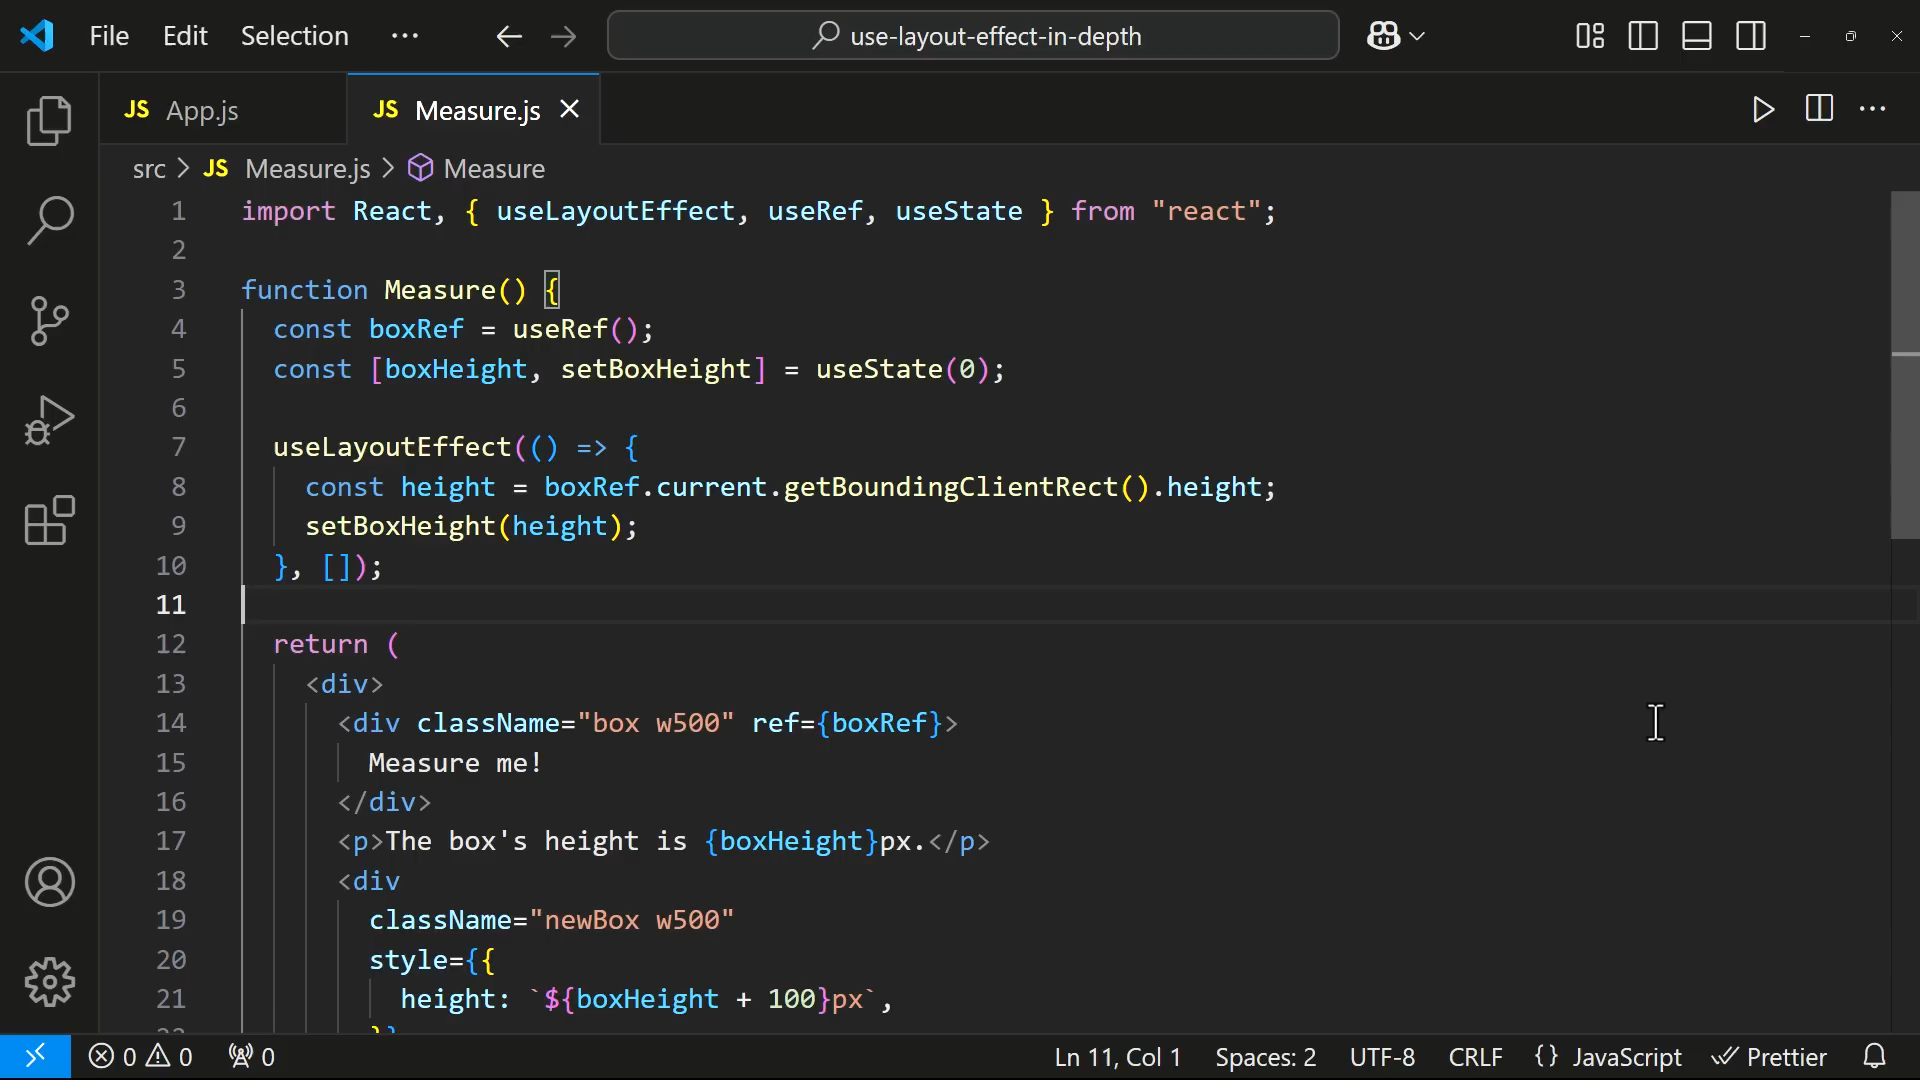 File Edit Selection ··· use-layout-effect-in-depth
JS App.js JS Measure.js
src > JS Measure.js > Measure
1 import React, { useLayoutEffect, useRef, useState } from "react";
2
3 function Measure() {
4 const boxRef = useRef();
5 const [boxHeight, setBoxHeight] = useState(0);
6
7 useLayoutEffect(() => {
8 const height = boxRef.current.getBoundingClientRect().height;
9 setBoxHeight(height);
10 }, []);
11
12 return (
13 <div>
14 <div className="box w500" ref={boxRef}>
15 Measure me!
16 </div>
17 <p>The box's height is {boxHeight}px.</p>
18 <div
19 className="newBox w500"
20 style={{
21 height: `${boxHeight + 100}px`,
0 0 0 Ln 11, Col 1 Spaces: 2 UTF-8 CRLF {} JavaScript Prettier